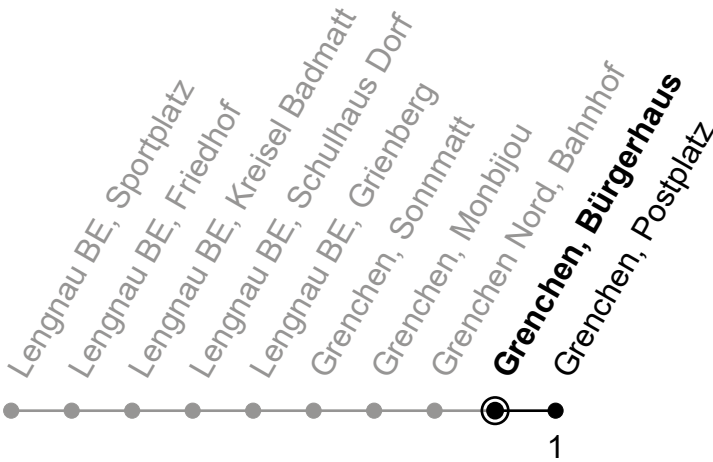 Lengnau BE, Sportplatz
Lengnau BE, Friedhof
Lengnau BE, Kreisel Badmatt
Lengnau BE, Schulhaus Dorf
Lengnau BE, Grienberg
Grenchen, Sonnmatt
Grenchen, Monbijou
Grenchen Nord, Bahnhof
Grenchen, Bürgerhaus
Grenchen, Postplatz
1